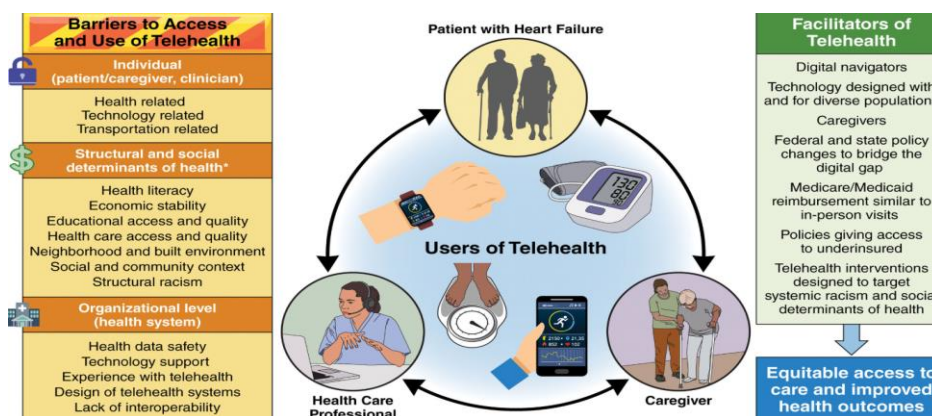 Barriers to Access
and Use of Telehealth
Individual
(patient/caregiver, clinician)
Health related
Technology related
Transportation related
$
Structural and social
determinants of health*
Health literacy
Economic stability
Educational access and quality
Health care access and quality
Neighborhood and built environment
Social and community context
Structural racism
Organizational level
(health system)
Health data safety
Technology support
Experience with telehealth
Design of telehealth systems
Lack of interoperability
Patient with Heart Failure
130
Users of Telehealth
Health Care
Professional
Caregiver
Facilitators of
Telehealth
Digital navigators
Technology designed with
and for diverse population
Caregivers
Federal and state policy
changes to bridge the
digital gap
Medicare/Medicaid
reimbursement similar to
in-person visits
Policies giving access
to underinsured
Telehealth interventions
designed to target
systemic racism and social
determinants of health
Equitable access to
care and improved
health outcomes